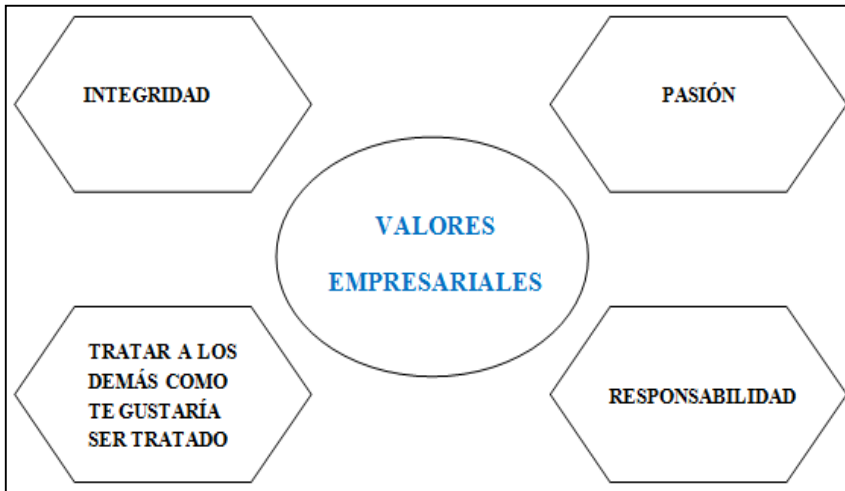 INTEGRIDAD
PASIÓN
VALORES
EMPRESARIALES
TRATAR A LOS
DEMÁS COMO
TE GUSTARÍA
SER TRATADO
RESPONSABILIDAD